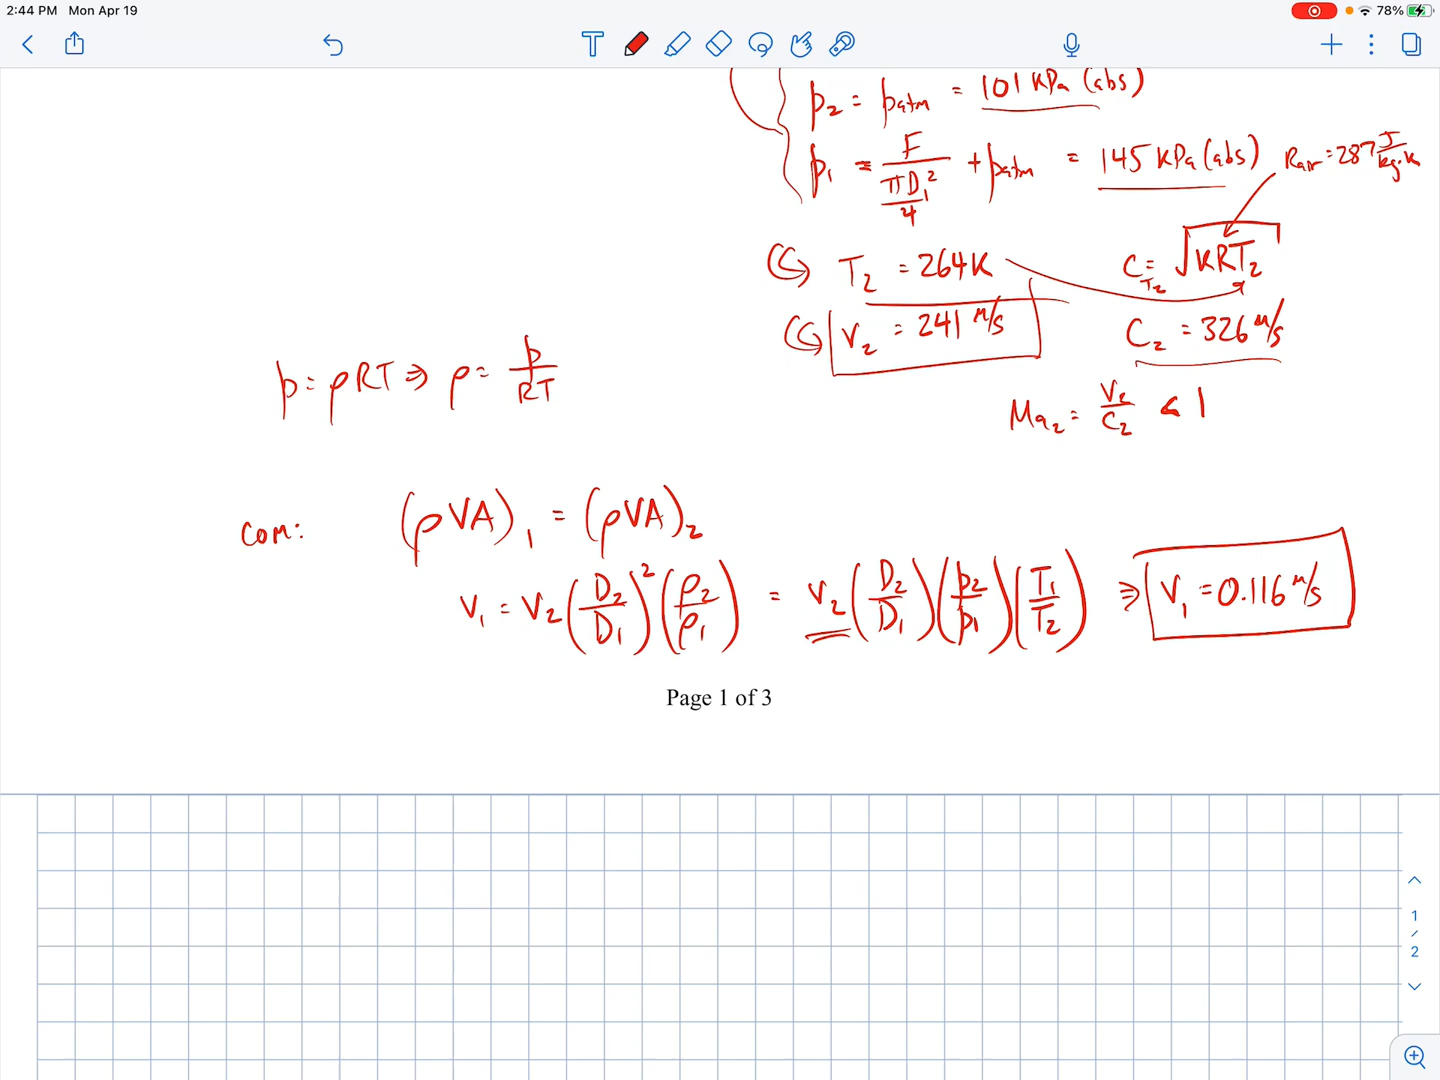 2:44 PM Mon Apr 19
78%
p₂ = patm = 101 kPa (abs)
p₁ = F / (πD₁²/4) + patm = 145 kPa (abs)
Rair = 287 J/kg·K
T₂ = 264 K
C_T₂ = √(kRT₂)
V₂ = 241 m/s
C₂ = 326 m/s
p = ρRT ⇒ ρ = p/RT
Ma₂ = V₂/C₂ < 1
COM: (ρVA)₁ = (ρVA)₂
V₁ = V₂ (D₂/D₁)² (ρ₂/ρ₁) = V₂ (D₂/D₁) (p₂/p₁) (T₁/T₂) ⇒ V₁ = 0.116 m/s
Page 1 of 3
1
/
2